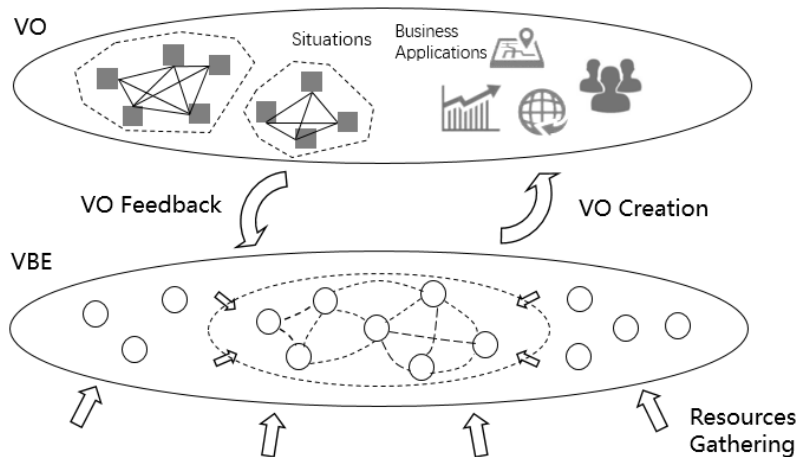 VO
Situations
Business
Applications
VO Feedback
VO Creation
VBE
Resources
Gathering